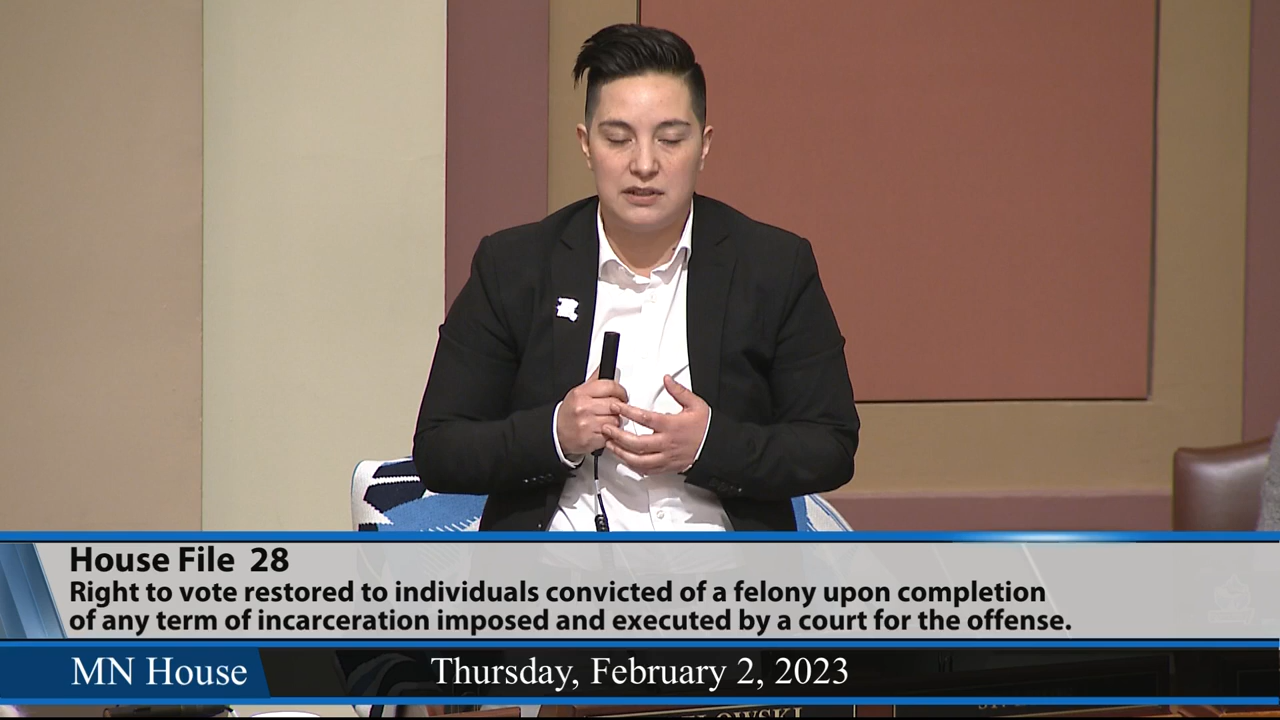 House File 28
Right to vote restored to individuals convicted of a felony upon completion
of any term of incarceration imposed and executed by a court for the offense.
MN House Thursday, February 2, 2023